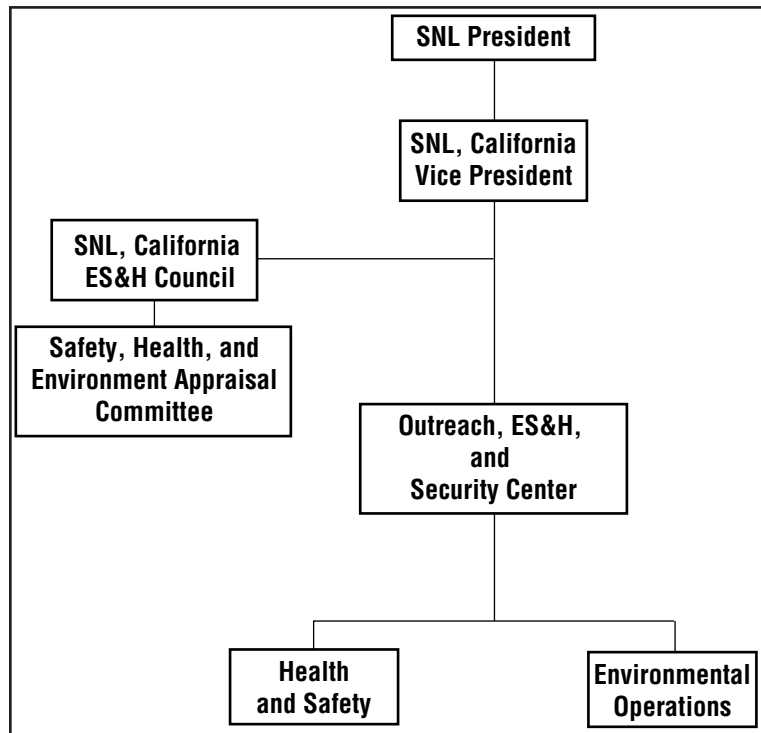 SNL President
SNL, California
Vice President
SNL, California
ES&H Council
Safety, Health, and
Environment Appraisal
Committee
Outreach, ES&H,
and
Security Center
Health
and Safety
Environmental
Operations